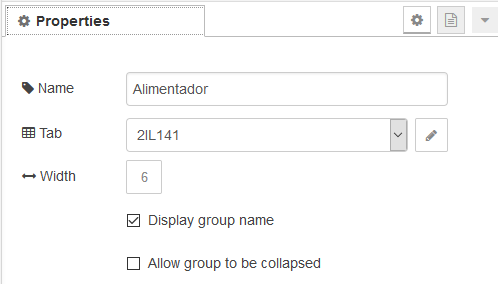 Properties
Name
Alimentador
Tab
2IL141
Width
6
Display group name
Allow group to be collapsed